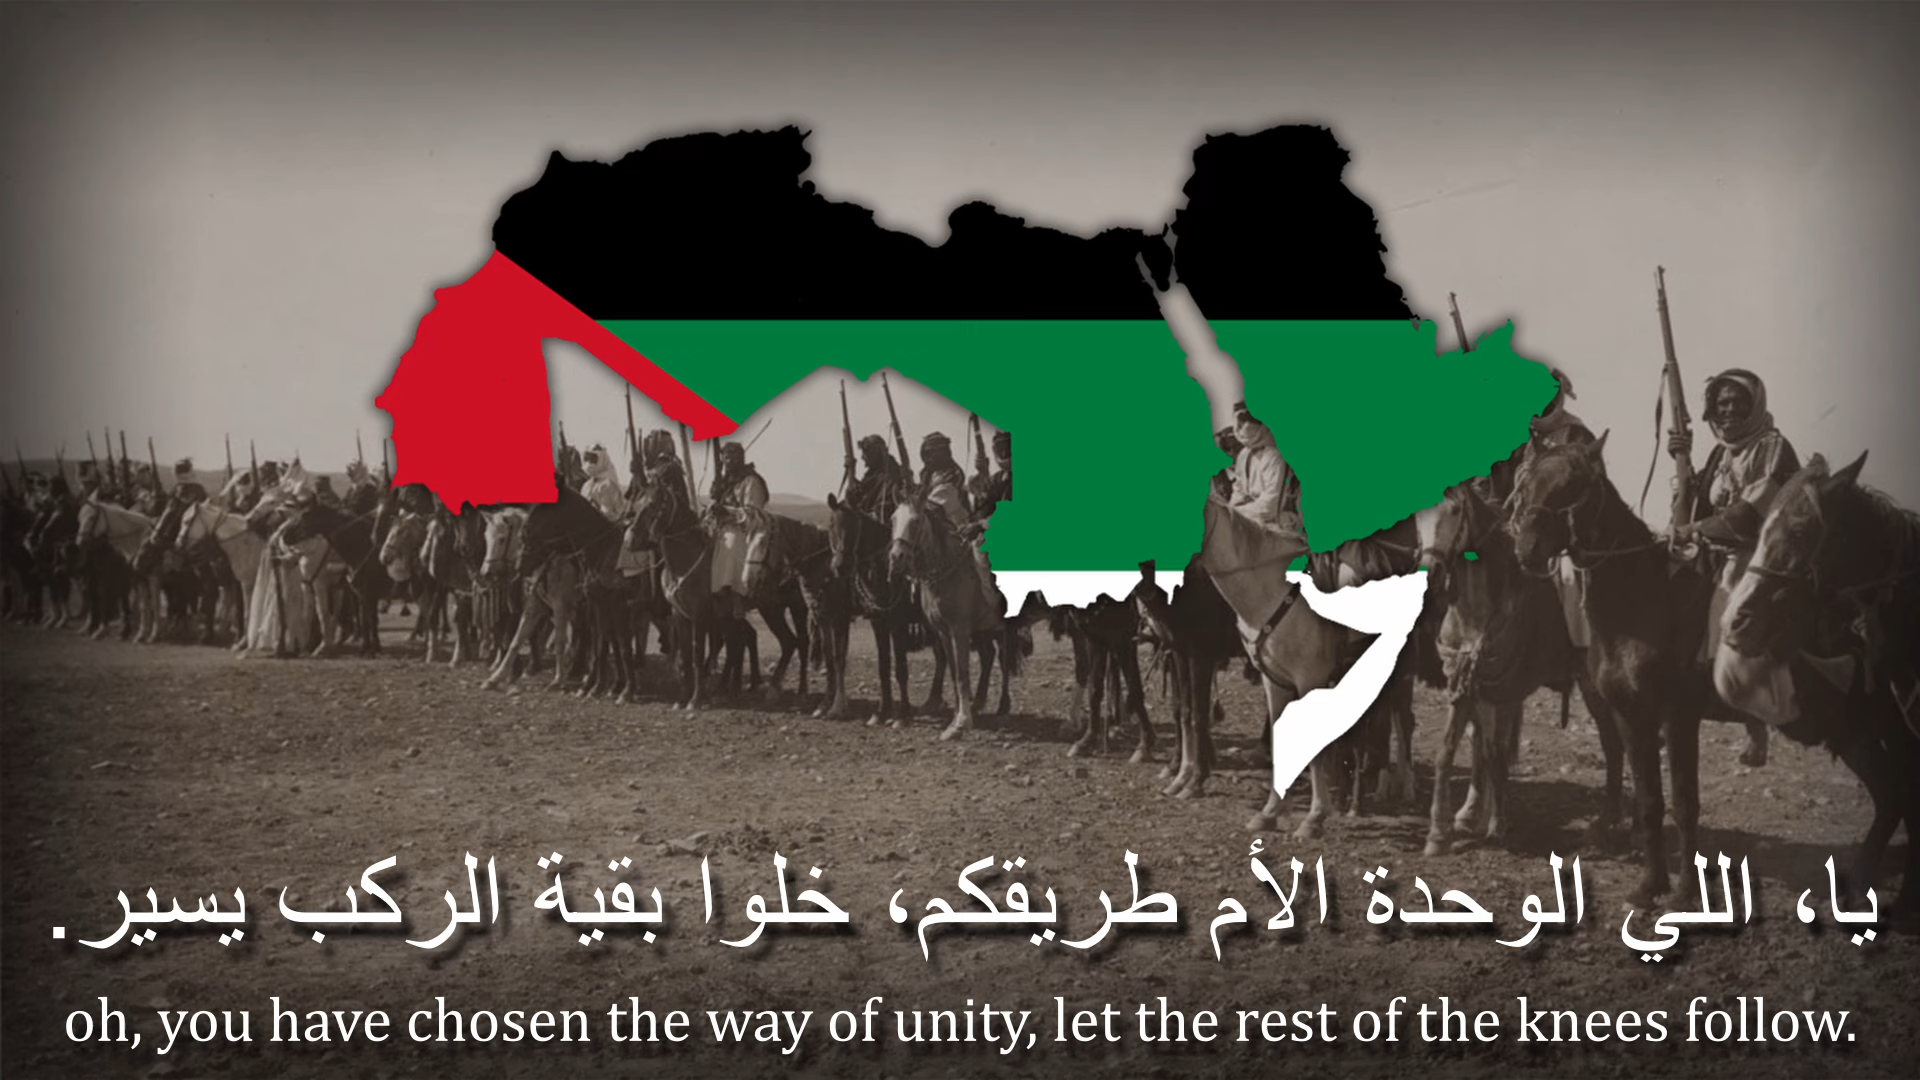 يا، اللي الوحدة الأم طريقكم، خلوا بقية الركب يسير.
oh, you have chosen the way of unity, let the rest of the knees follow.